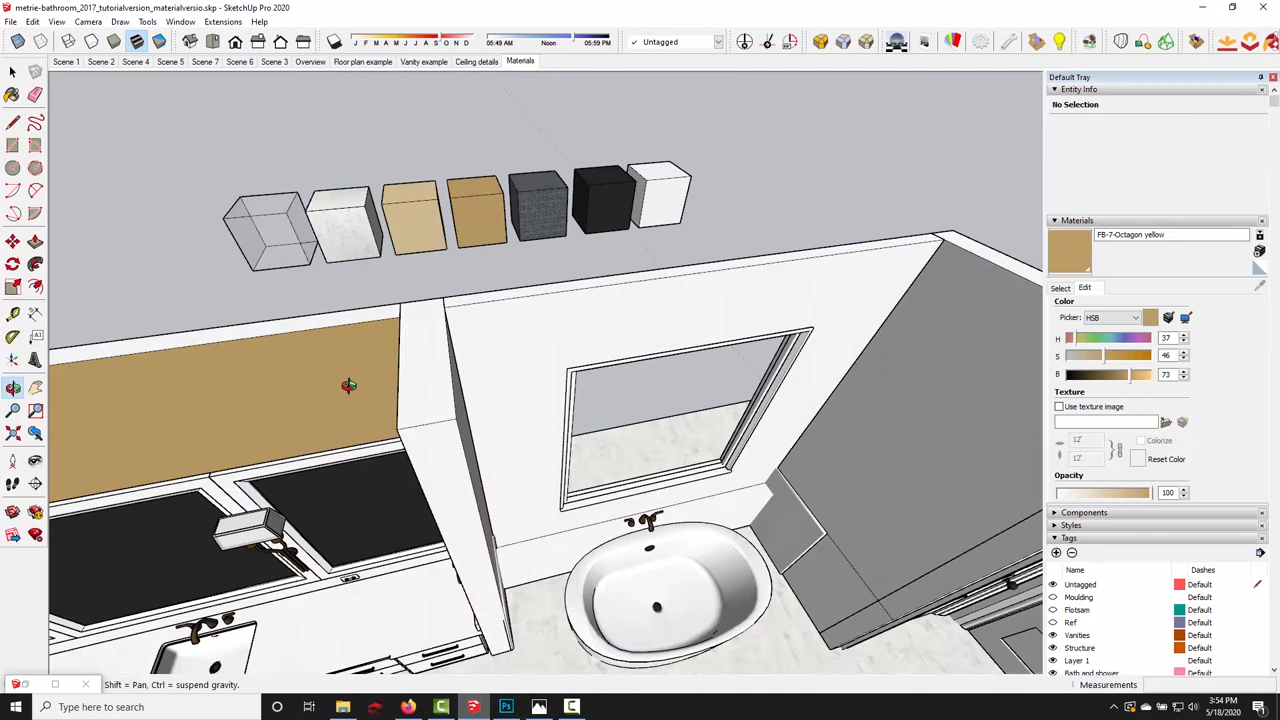 metrie-bathroom_2017_tutorialversion_materialversio.skp - SketchUp Pro 2020
File Edit View Camera Draw Tools Window Extensions Help
J F M A M J J A S O N D
05:49 AM Noon 05:59 PM
Untagged
Scene 1 Scene 2 Scene 4 Scene 5 Scene 7 Scene 6 Scene 3 Overview Floor plan example Vanity example Ceiling details Materials
Default Tray
Entity Info
No Selection
Materials
FB-7-Octagon yellow
Select Edit
Color
Picker: HSB
H 37
S 46
B 73
Texture
Use texture image
12' Colorize
12' Reset Color
Opacity
100
Components
Styles
Tags
Name Dashes
Untagged Default
Moulding Default
Flotsam Default
Ref Default
Vanities Default
Structure Default
Layer 1 Default
Bath and shower Default
Shift = Pan, Ctrl = suspend gravity.
Measurements
Type here to search
3:54 PM
5/18/2020